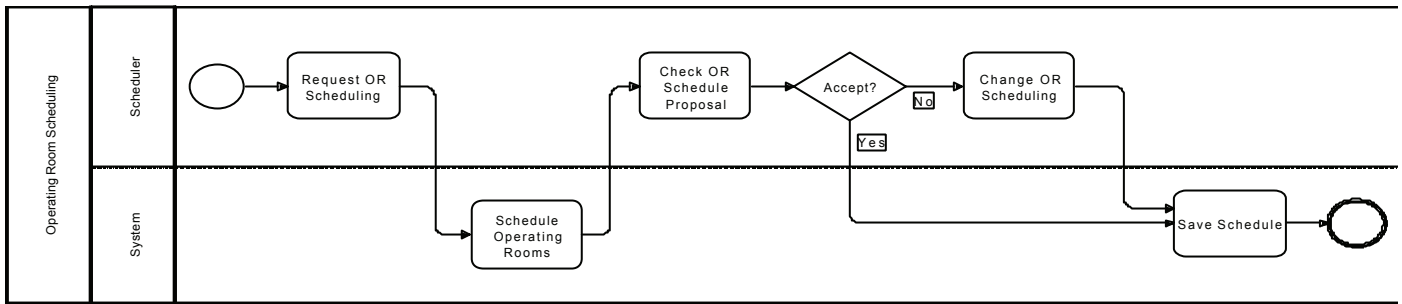 Operating Room Scheduling
Scheduler
Request OR
Scheduling
Check OR
Schedule
Proposal
Accept?
No
Yes
Change OR
Scheduling
System
Schedule
Operating
Rooms
Save Schedule